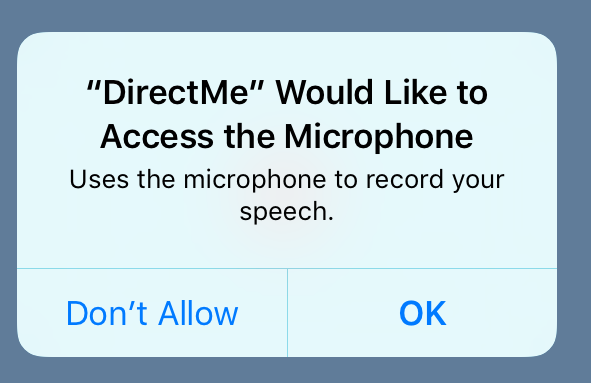 “DirectMe” Would Like to
Access the Microphone
Uses the microphone to record your
speech.
Don’t Allow
OK